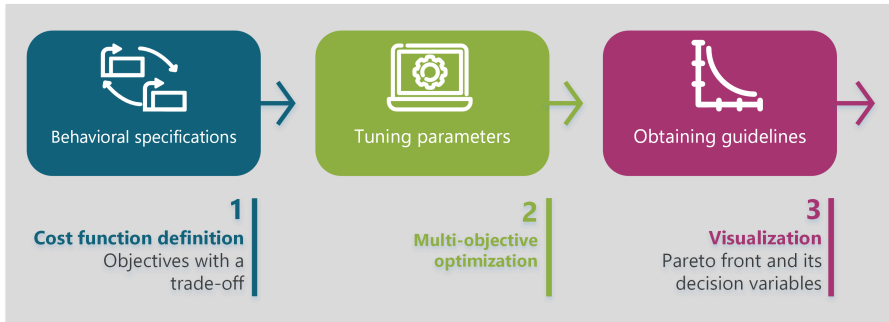 Behavioral specifications
Tuning parameters
Obtaining guidelines
1
Cost function definition
Objectives with a
trade-off
2
Multi-objective
optimization
3
Visualization
Pareto front and its
decision variables